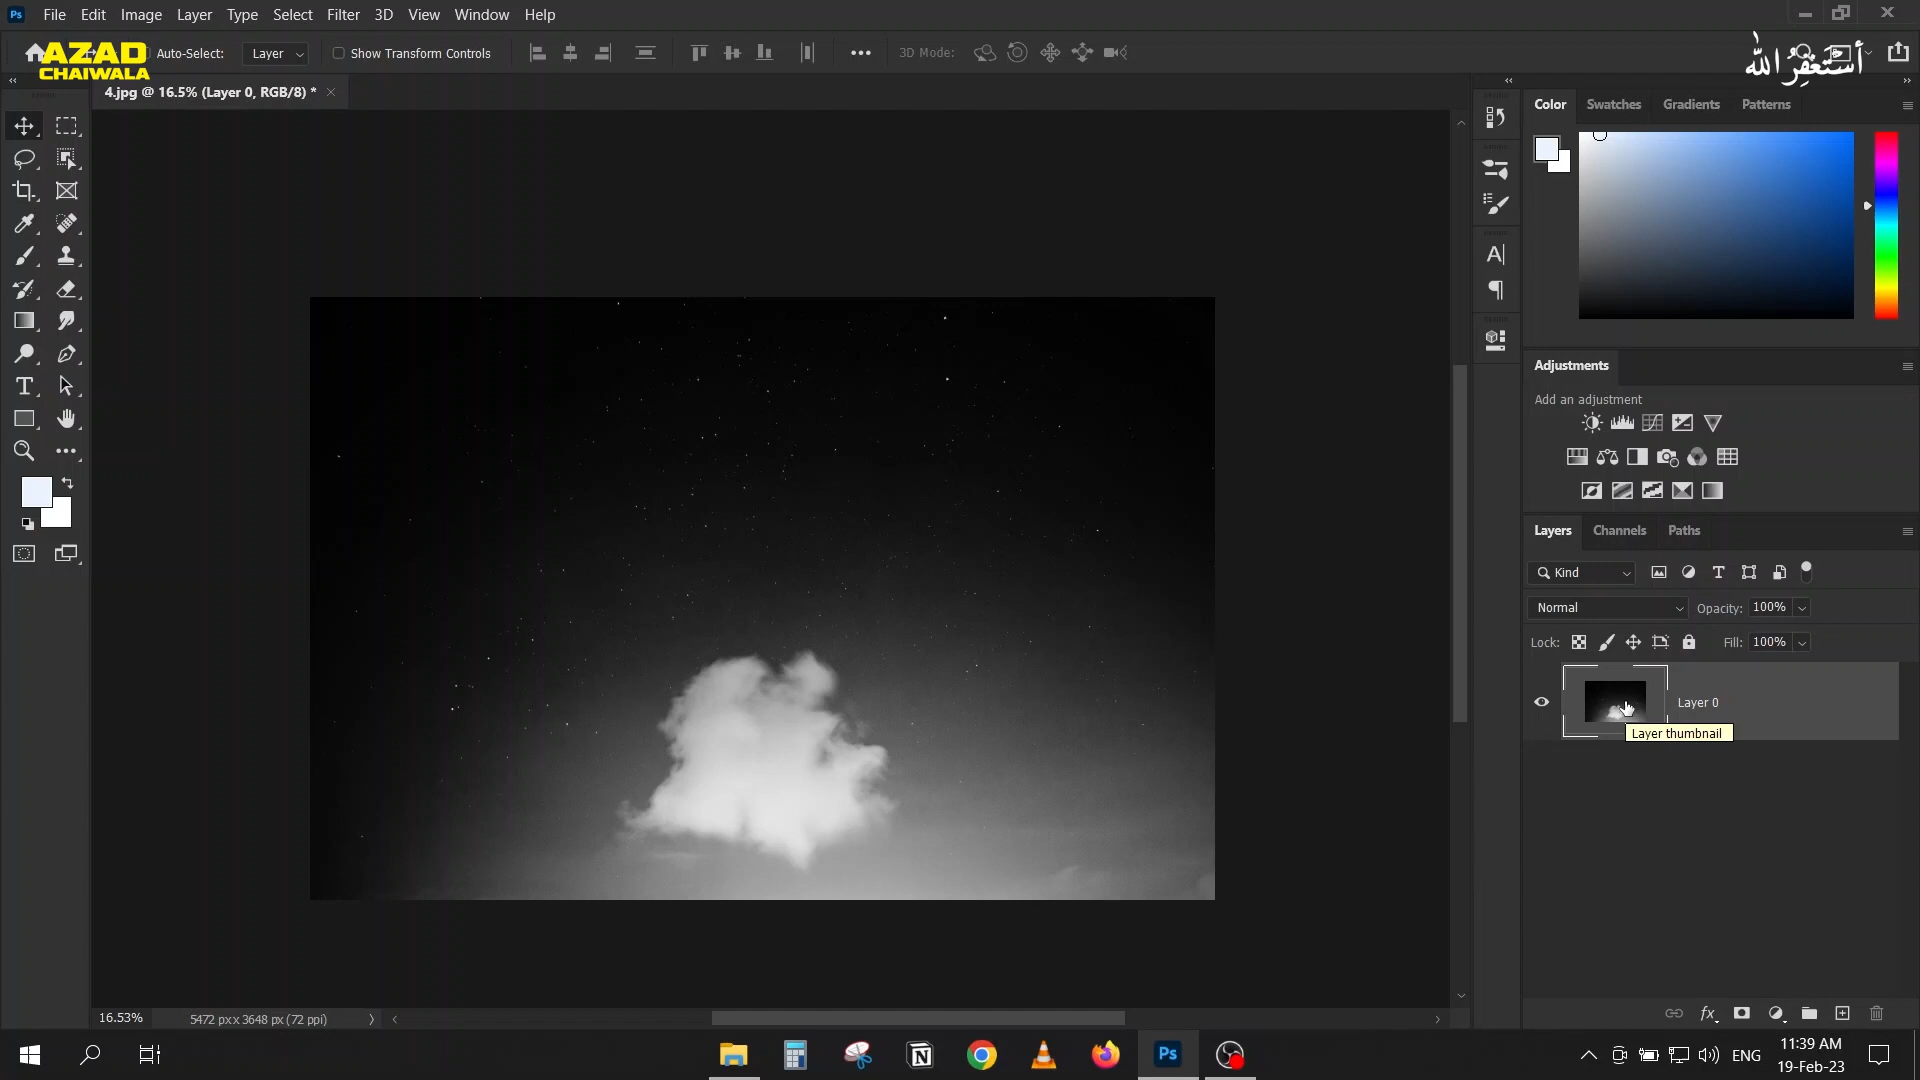 Ps File Edit Image Layer Type Select Filter 3D View Window Help
AZAD
CHAIWALA
Auto-Select: Layer Show Transform Controls 3D Mode:
أستغفر الله
4.jpg @ 16.5% (Layer 0, RGB/8) *
Color Swatches Gradients Patterns
Adjustments
Add an adjustment
Layers Channels Paths
Kind
Normal Opacity: 100%
Lock: Fill: 100%
Layer 0
Layer thumbnail
16.53% 5472 px x 3648 px (72 ppi)
fx
Ps ENG 11:39 AM
19-Feb-23